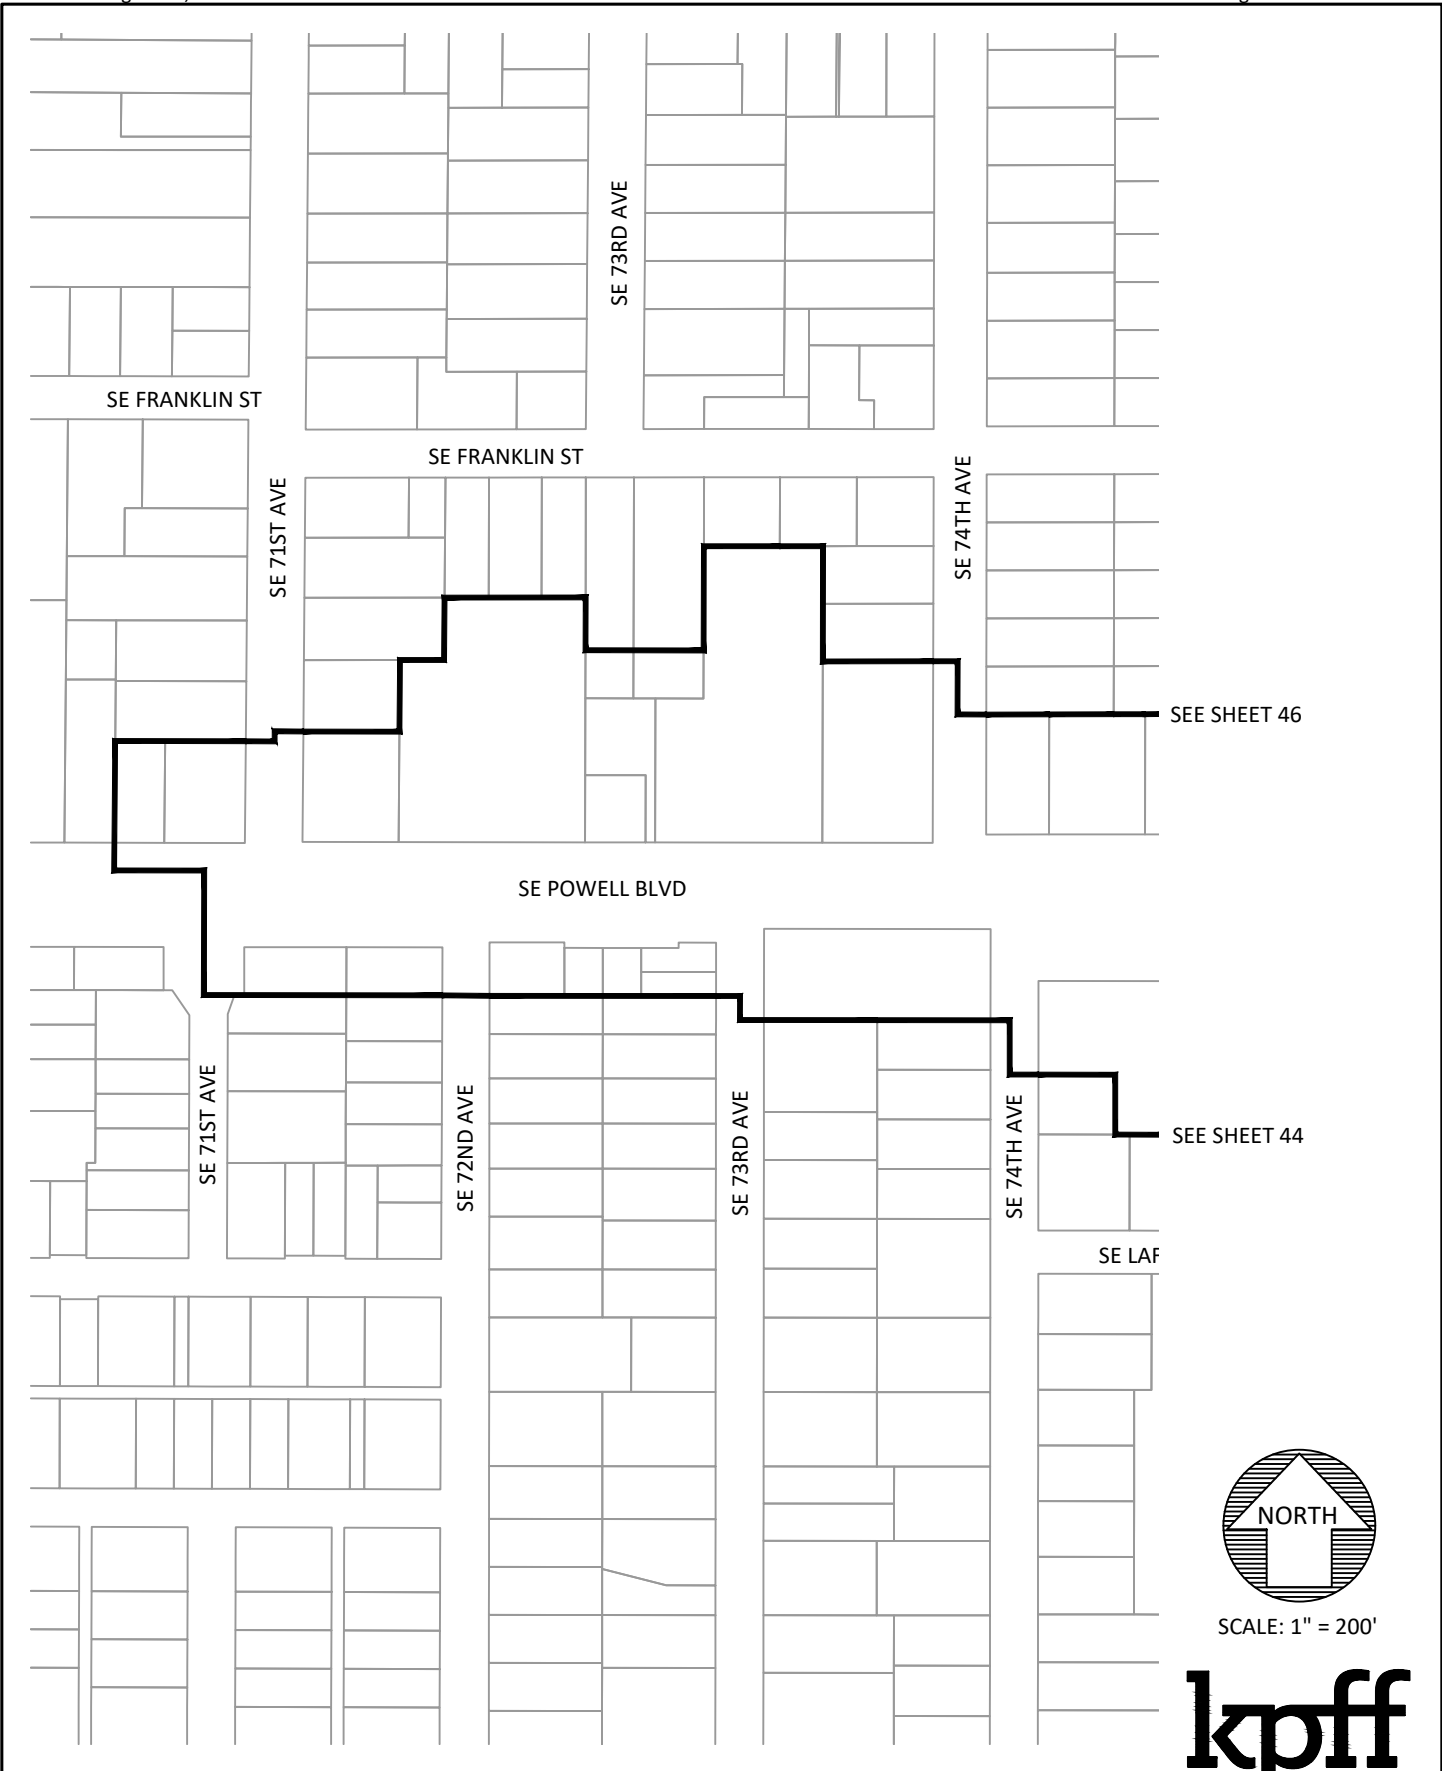 SE 73RD AVE
SE FRANKLIN ST
SE FRANKLIN ST
SE 71ST AVE
SE 74TH AVE
SEE SHEET 46
SE POWELL BLVD
SE 71ST AVE
SE 72ND AVE
SE 73RD AVE
SE 74TH AVE
SEE SHEET 44
SE LAF
NORTH
SCALE: 1" = 200'
kpff